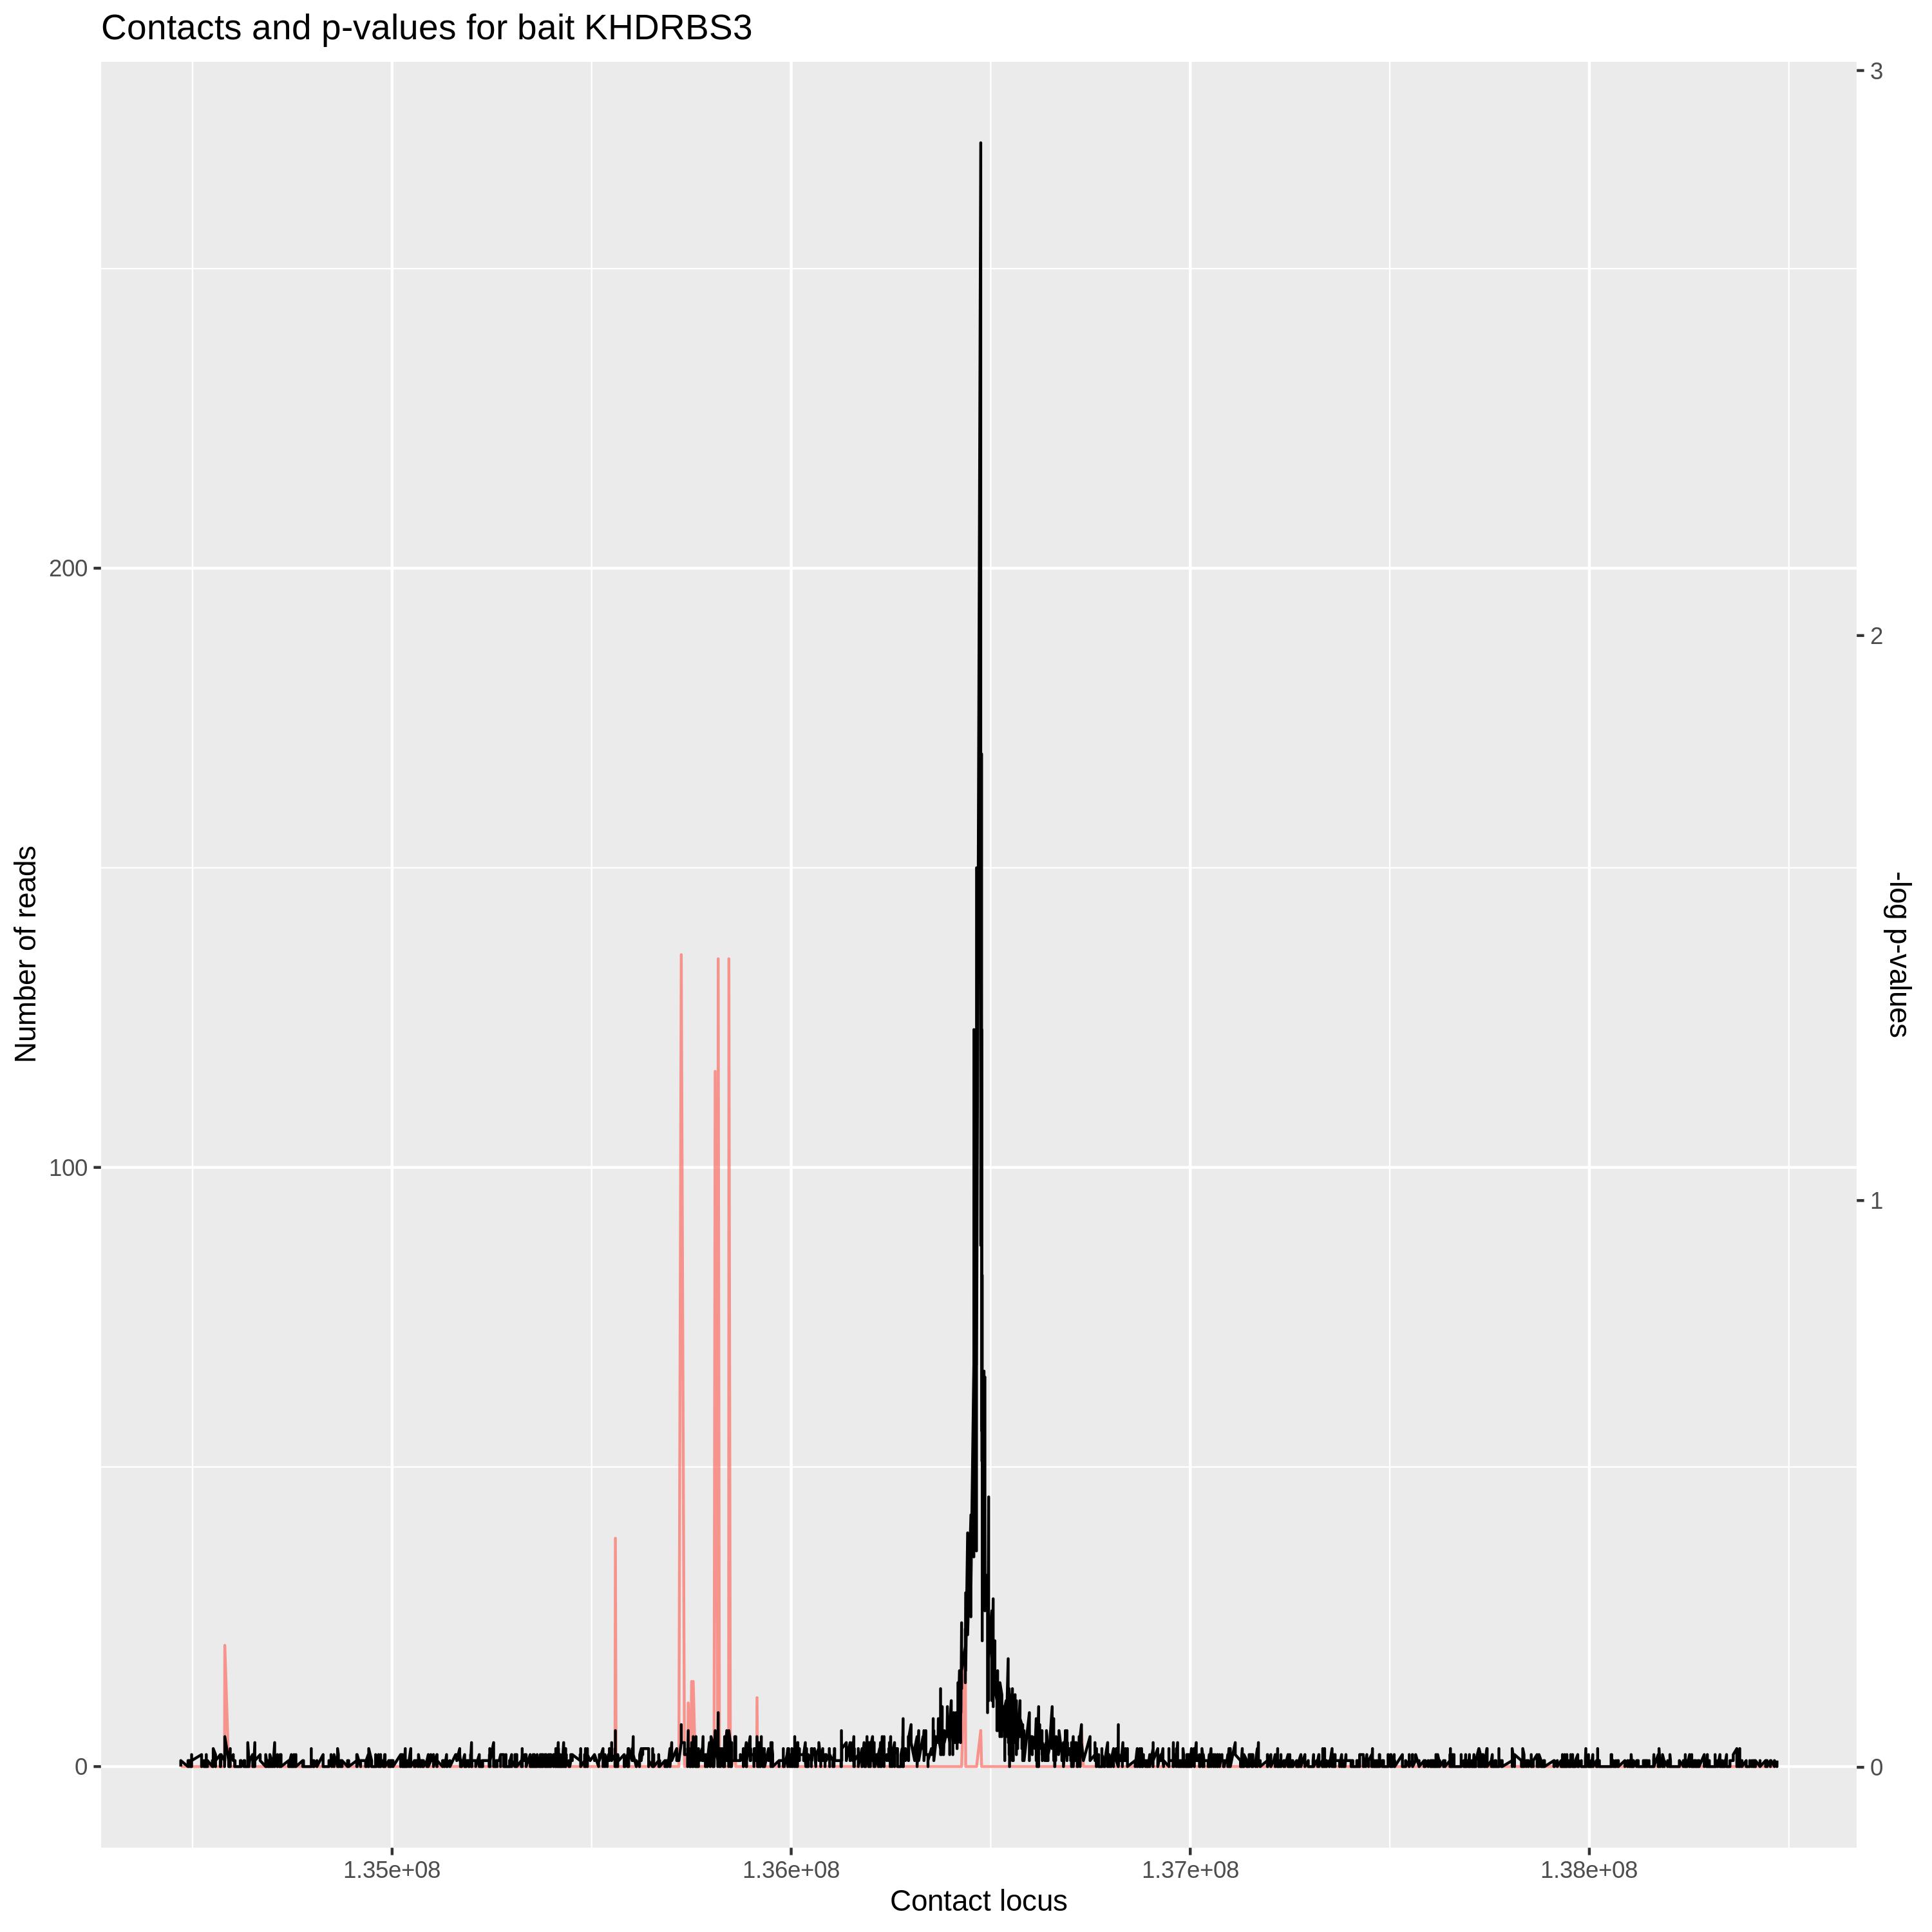 Contacts and p-values for bait KHDRBS3
3
200
2
Number of reads
-log p-values
100
1
0
0
1.35e+08
1.36e+08
1.37e+08
1.38e+08
Contact locus